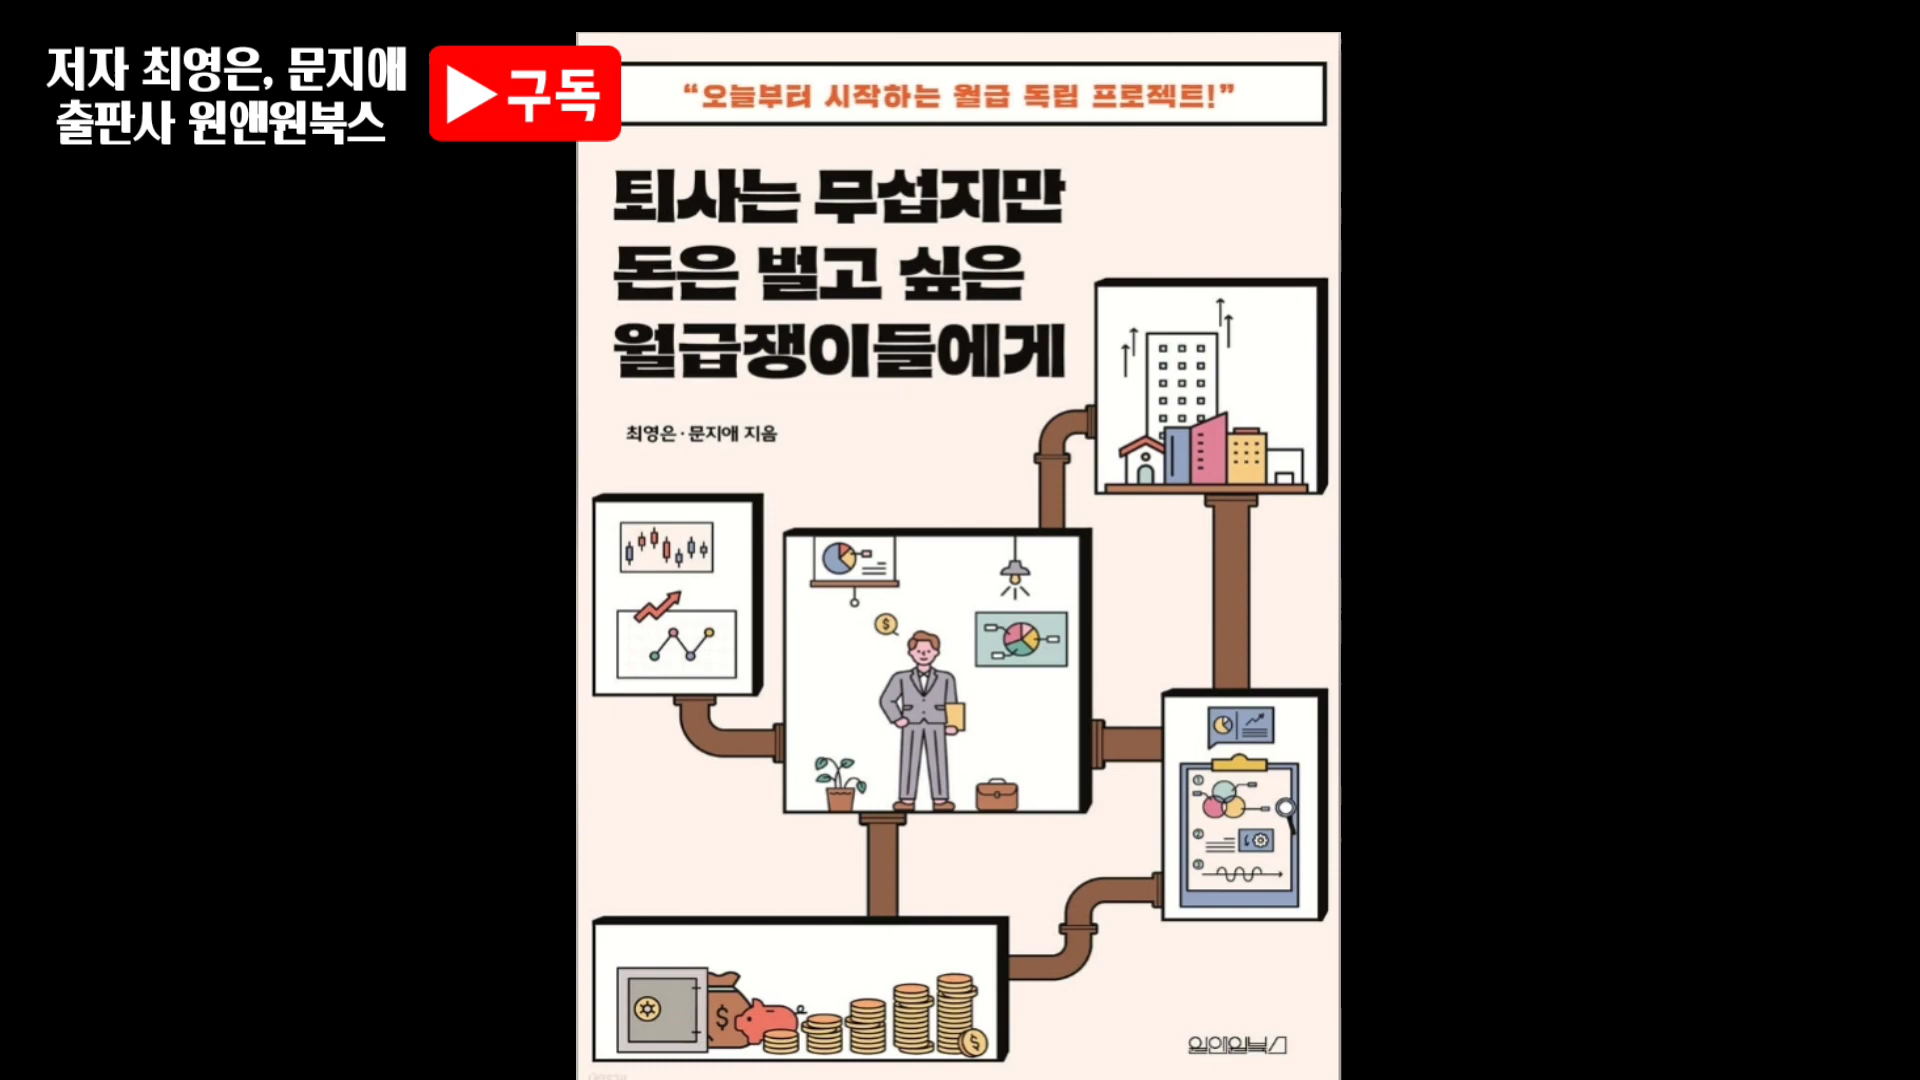 저자 최영은, 문지애
출판사 원앤원북스
구독
“오늘부터 시작하는 월급 독립 프로젝트!”
퇴사는 무섭지만
돈은 벌고 싶은
월급쟁이들에게
최영은·문지애 지음
$
1
2
3
$
$
원앤원북스